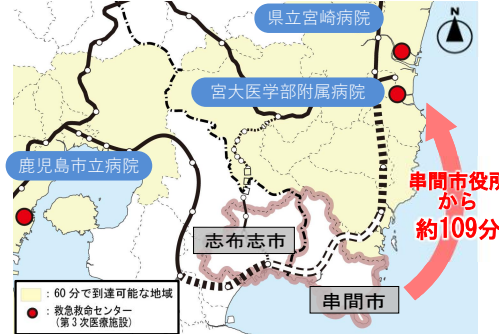 県立宮崎病院
N
宮大医学部附属病院
鹿児島市立病院
串間市役所
から
約109分
志布志市
串間市
：60分で到達可能な地域
：救急救命センター
（第3次医療施設）